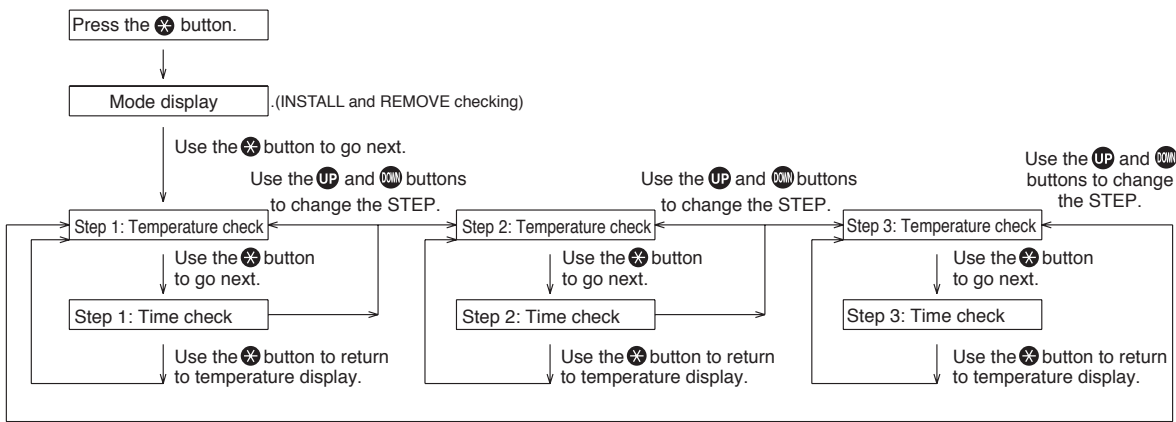 Press the ⊛ button.
Mode display
.(INSTALL and REMOVE checking)
Use the ⊛ button to go next.
Use the UP and DOWN buttons
to change the STEP.
Use the UP and DOWN buttons
to change the STEP.
Use the UP and DOWN
buttons to change
the STEP.
Step 1: Temperature check
Step 2: Temperature check
Step 3: Temperature check
Use the ⊛ button
to go next.
Use the ⊛ button
to go next.
Use the ⊛ button
to go next.
Step 1: Time check
Step 2: Time check
Step 3: Time check
Use the ⊛ button to return
to temperature display.
Use the ⊛ button to return
to temperature display.
Use the ⊛ button to return
to temperature display.